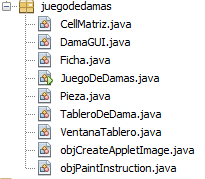 juegodedamas
CellMatriz.java
DamaGUI.java
Ficha.java
JuegoDeDamas.java
Pieza.java
TableroDeDama.java
VentanaTablero.java
objCreateAppletImage.java
objPaintInstruction.java